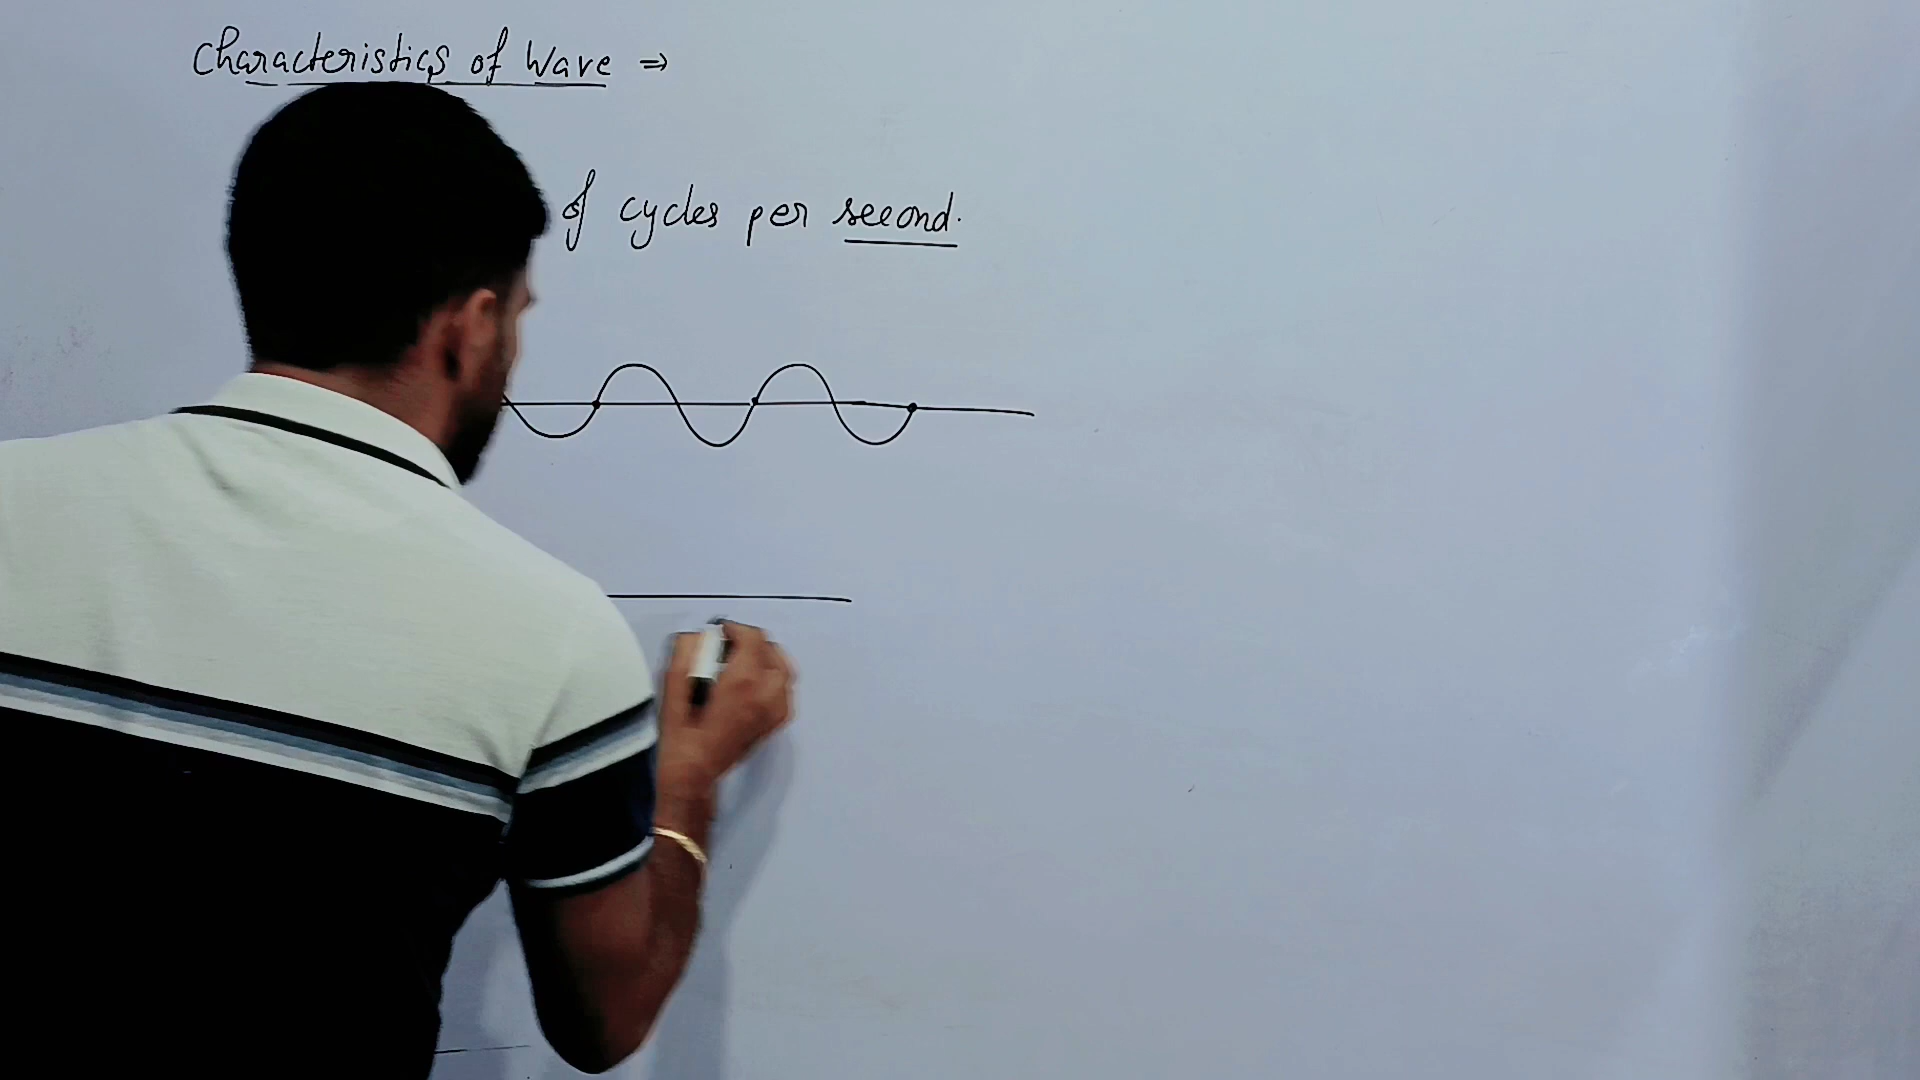 Characteristics of Wave ⇒
of cycles per second.